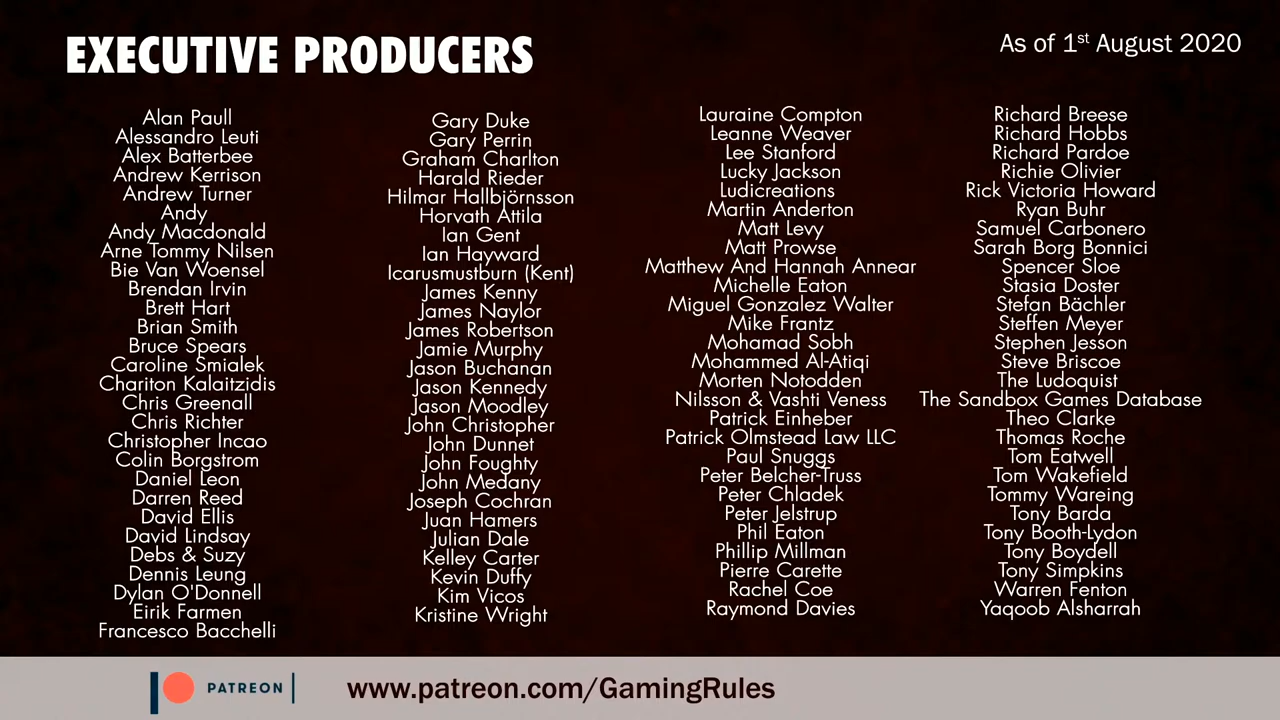 EXECUTIVE PRODUCERS
As of 1st August 2020
Alan Paull
Alessandro Leuti
Alex Batterbee
Andrew Kerrison
Andrew Turner
Andy
Andy Macdonald
Arne Tommy Nilsen
Bie Van Woensel
Brendan Irvin
Brett Hart
Brian Smith
Bruce Spears
Caroline Smialek
Chariton Kalaitzidis
Chris Greenall
Chris Richter
Christopher Incao
Colin Borgstrom
Daniel Leon
Darren Reed
David Ellis
David Lindsay
Debs & Suzy
Dennis Leung
Dylan O'Donnell
Eirik Farmen
Francesco Bacchelli
Gary Duke
Gary Perrin
Graham Charlton
Harald Rieder
Hilmar Hallbjörnsson
Horvath Attila
Ian Gent
Ian Hayward
Icarusmustburn (Kent)
James Kenny
James Naylor
James Robertson
Jamie Murphy
Jason Buchanan
Jason Kennedy
Jason Moodley
John Christopher
John Dunnet
John Foughty
John Medany
Joseph Cochran
Juan Hamers
Julian Dale
Kelley Carter
Kevin Duffy
Kim Vicos
Kristine Wright
Lauraine Compton
Leanne Weaver
Lee Stanford
Lucky Jackson
Ludicreations
Martin Anderton
Matt Levy
Matt Prowse
Matthew And Hannah Annear
Michelle Eaton
Miguel Gonzalez Walter
Mike Frantz
Mohamad Sobh
Mohammed Al-Atiqi
Morten Notodden
Nilsson & Vashti Veness
Patrick Einheber
Patrick Olmstead Law LLC
Paul Snuggs
Peter Belcher-Truss
Peter Chladek
Peter Jelstrup
Phil Eaton
Phillip Millman
Pierre Carette
Rachel Coe
Raymond Davies
Richard Breese
Richard Hobbs
Richard Pardoe
Richie Olivier
Rick Victoria Howard
Ryan Buhr
Samuel Carbonero
Sarah Borg Bonnici
Spencer Sloe
Stasia Doster
Stefan Bächler
Steffen Meyer
Stephen Jesson
Steve Briscoe
The Ludoquist
The Sandbox Games Database
Theo Clarke
Thomas Roche
Tom Eatwell
Tom Wakefield
Tommy Wareing
Tony Barda
Tony Booth-Lydon
Tony Boydell
Tony Simpkins
Warren Fenton
Yaqoob Alsharrah
PATREON
www.patreon.com/GamingRules